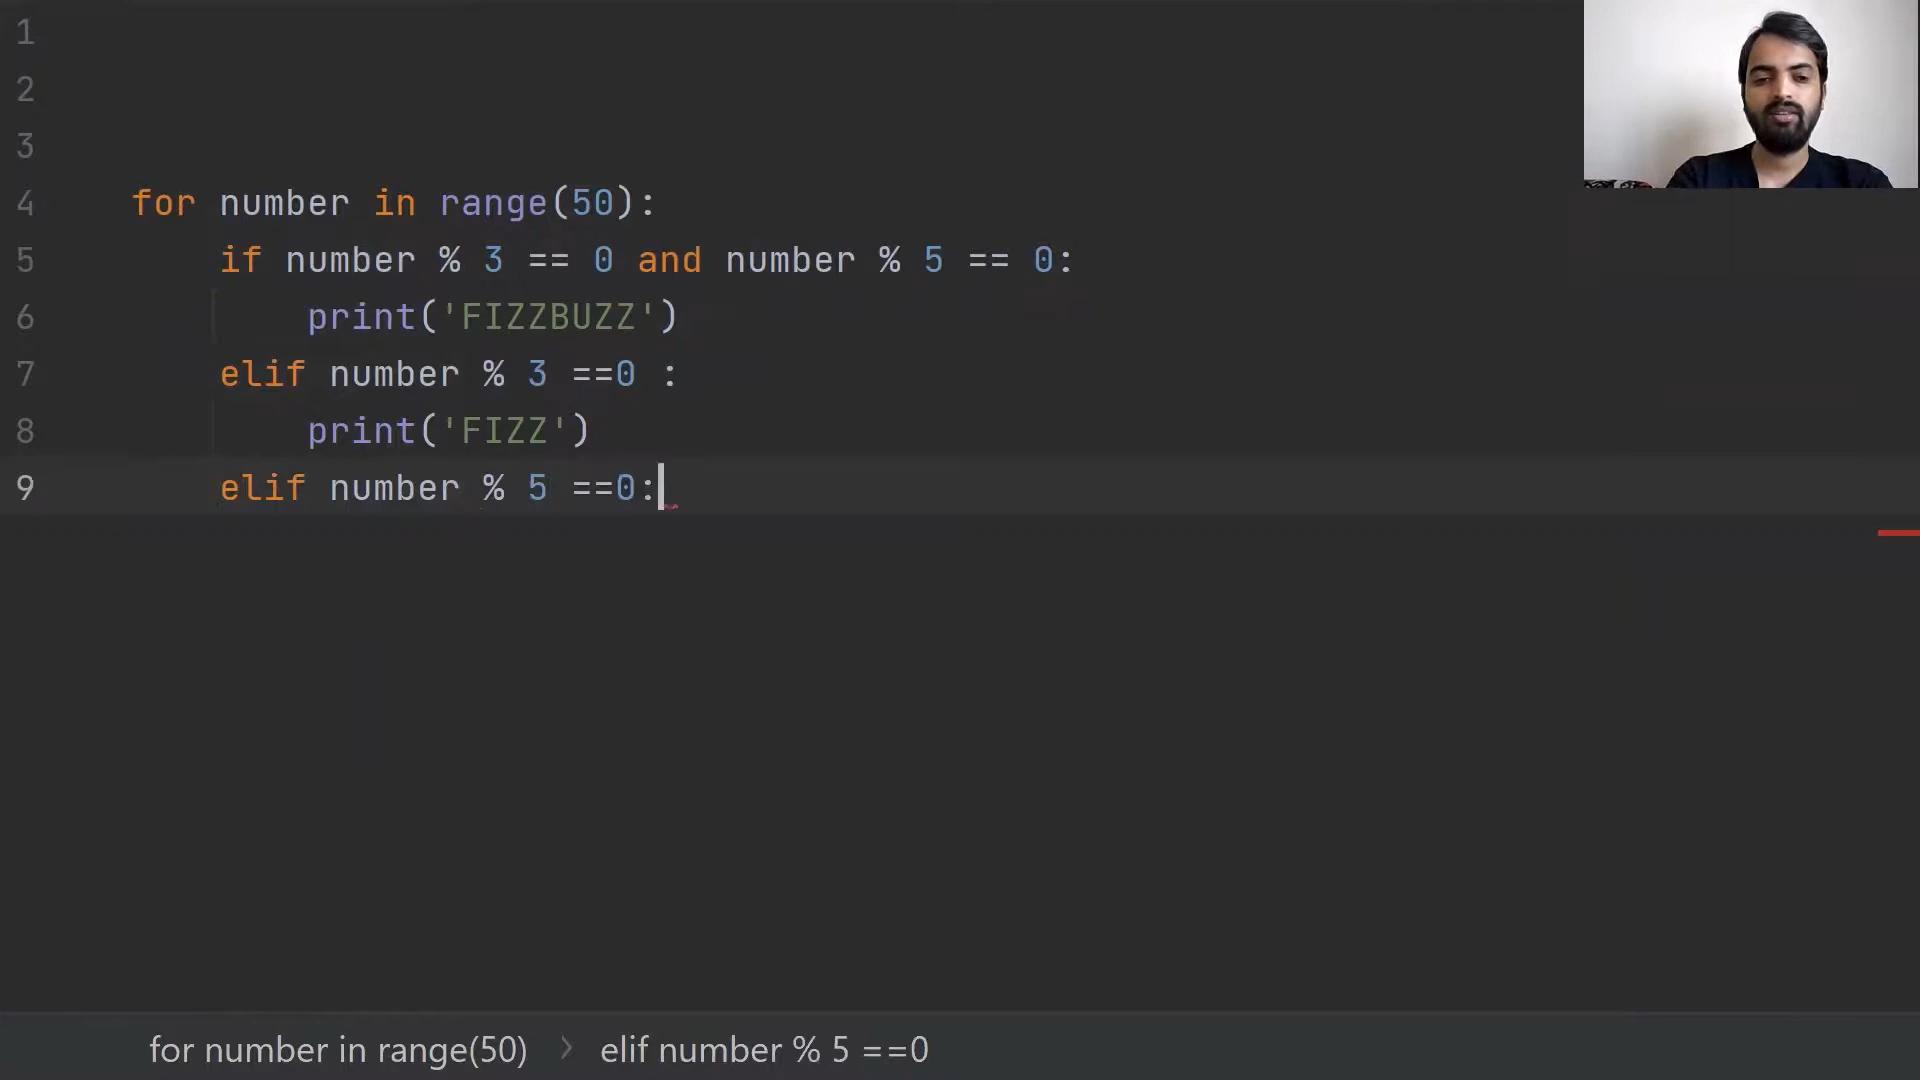 1
2
3
4 for number in range(50):
5 if number % 3 == 0 and number % 5 == 0:
6 print('FIZZBUZZ')
7 elif number % 3 ==0 :
8 print('FIZZ')
9 elif number % 5 ==0:
for number in range(50) > elif number % 5 ==0